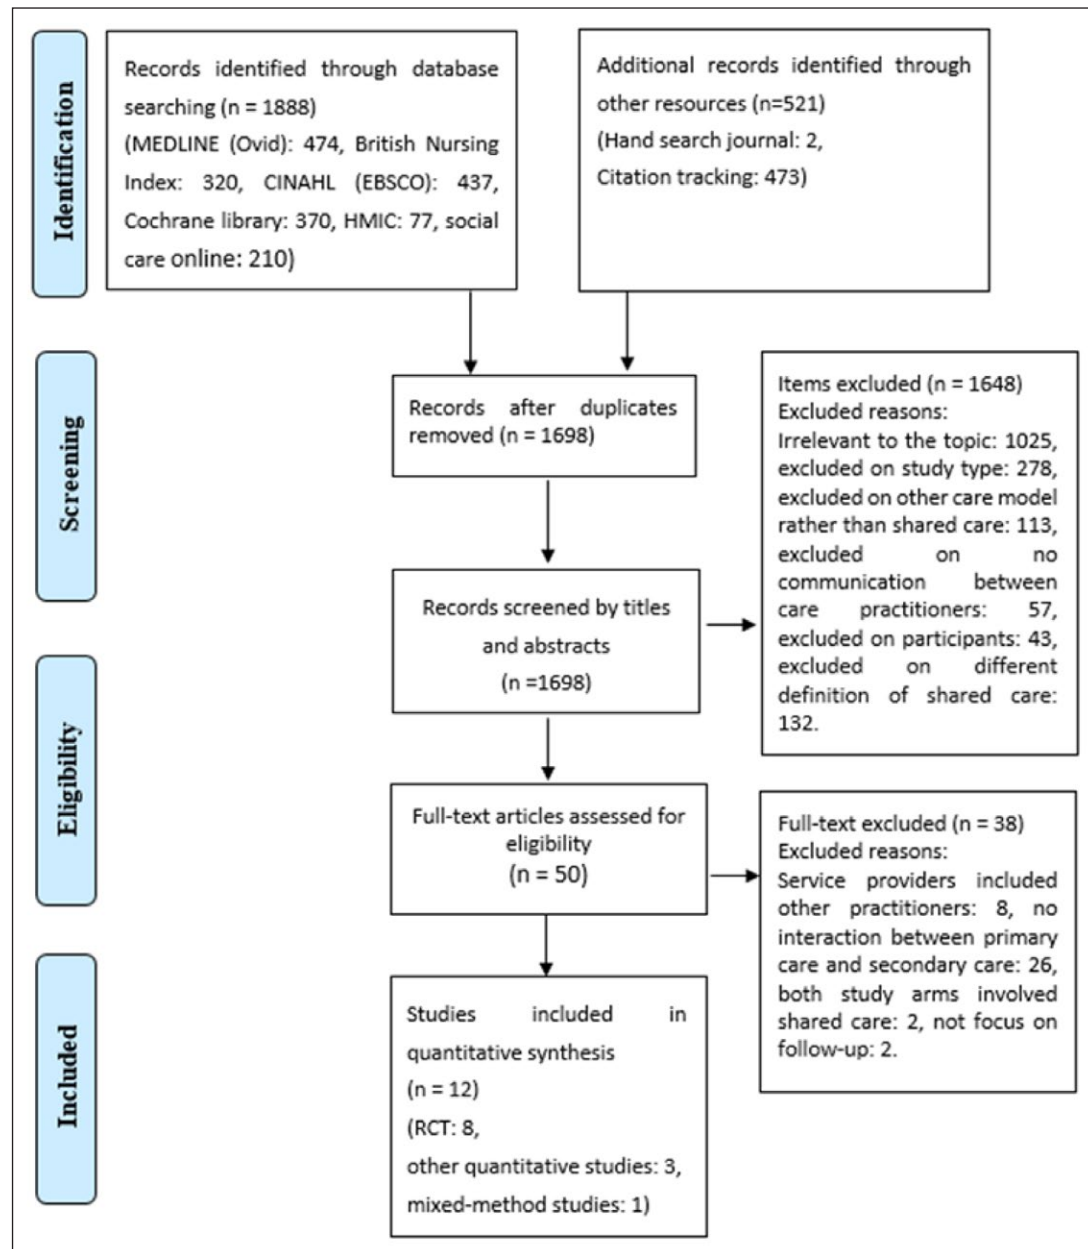 Identification
Records identified through database
searching (n = 1888)
(MEDLINE (Ovid): 474, British Nursing
Index: 320, CINAHL (EBSCO): 437,
Cochrane library: 370, HMIC: 77, social
care online: 210)
Additional records identified through
other resources (n=521)
(Hand search journal: 2,
Citation tracking: 473)
Screening
Records after duplicates
removed (n = 1698)
Records screened by titles
and abstracts
(n =1698)
Items excluded (n = 1648)
Excluded reasons:
Irrelevant to the topic: 1025,
excluded on study type: 278,
excluded on other care model
rather than shared care: 113,
excluded on no
communication between
care practitioners: 57,
excluded on participants: 43,
excluded on different
definition of shared care:
132.
Eligibility
Full-text articles assessed for
eligibility
(n = 50)
Full-text excluded (n = 38)
Excluded reasons:
Service providers included
other practitioners: 8, no
interaction between primary
care and secondary care: 26,
both study arms involved
shared care: 2, not focus on
follow-up: 2.
Included
Studies included in
quantitative synthesis
(n = 12)
(RCT: 8,
other quantitative studies: 3,
mixed-method studies: 1)